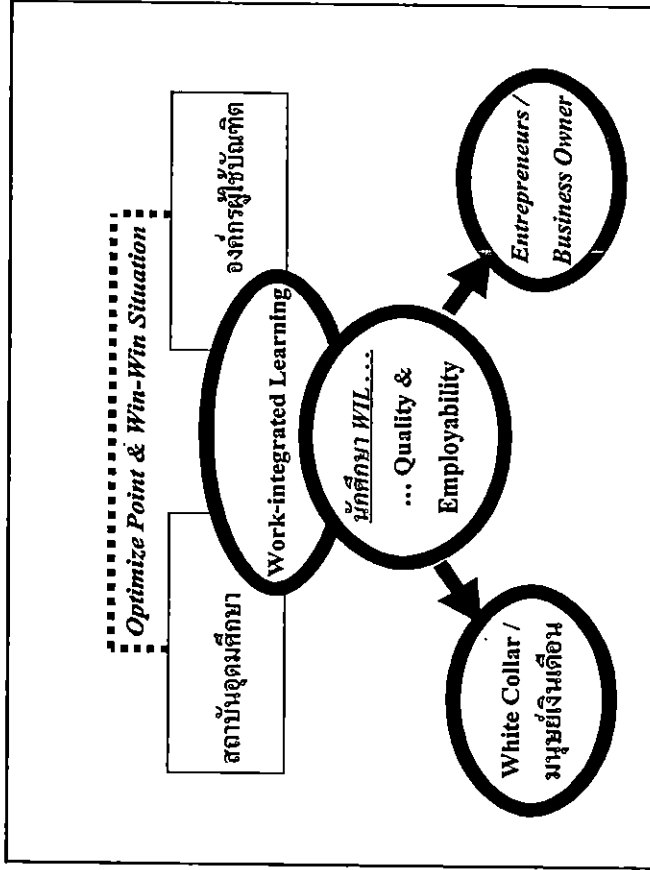 Optimize Point & Win-Win Situation
สถาบันอุดมศึกษา
องค์กรผู้ใช้บัณฑิต
Work-integrated Learning
นักศึกษา WIL....
... Quality &
Employability
White Collar /
มนุษย์เงินเดือน
Entrepreneurs /
Business Owner